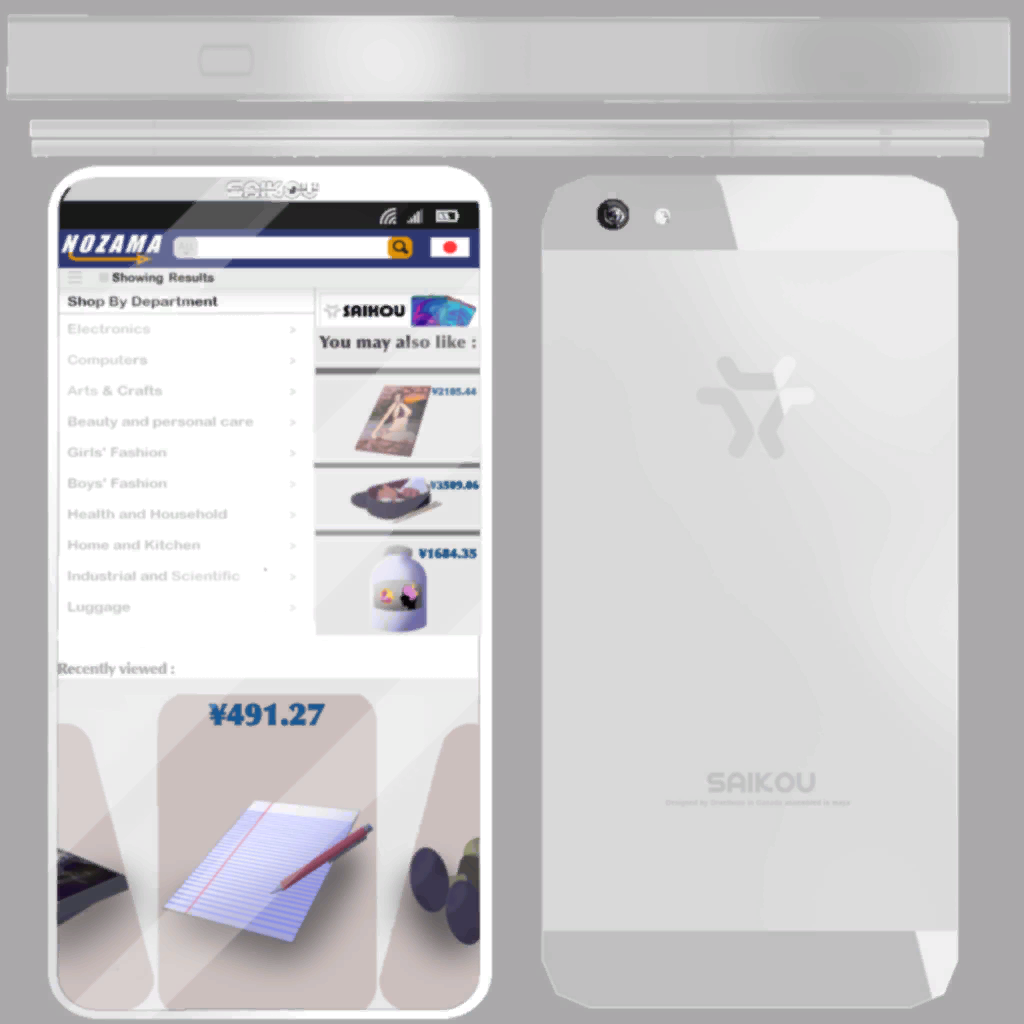 SAIKOU
NOZAMA
All
Showing Results
Shop By Department
Electronics >
Computers >
Arts & Crafts >
Beauty and personal care >
Girls' Fashion >
Boys' Fashion >
Health and Household >
Home and Kitchen >
Industrial and Scientific >
Luggage >
SAIKOU
You may also like :
¥2105.44
¥3509.06
¥1684.35
Recently viewed :
¥491.27
SAIKOU